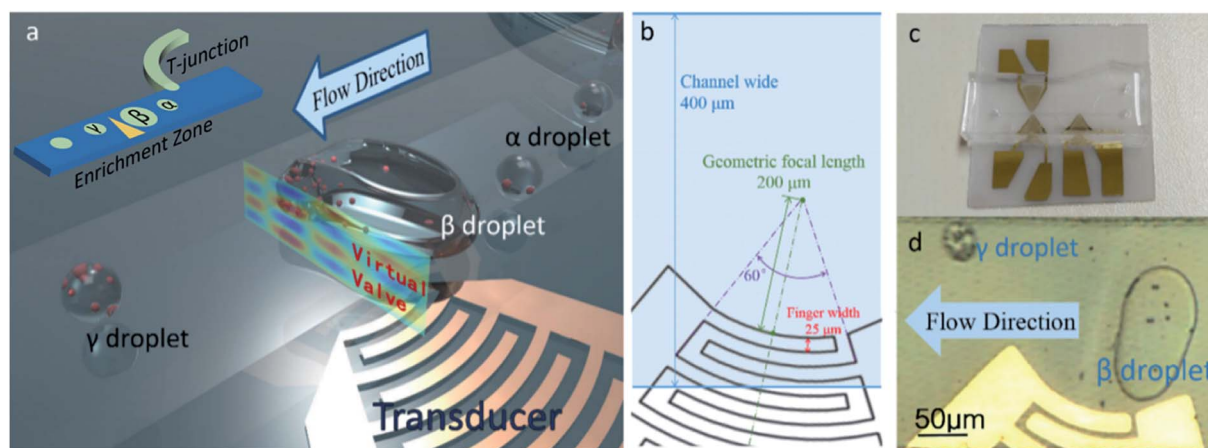 a
T-junction
Flow Direction
γ
β
α
Enrichment Zone
α droplet
β droplet
Virtual
Valve
γ droplet
Transducer
b
Channel wide
400 μm
Geometric focal length
200 μm
60°
Finger width
25 μm
c
d
γ droplet
Flow Direction
β droplet
50μm